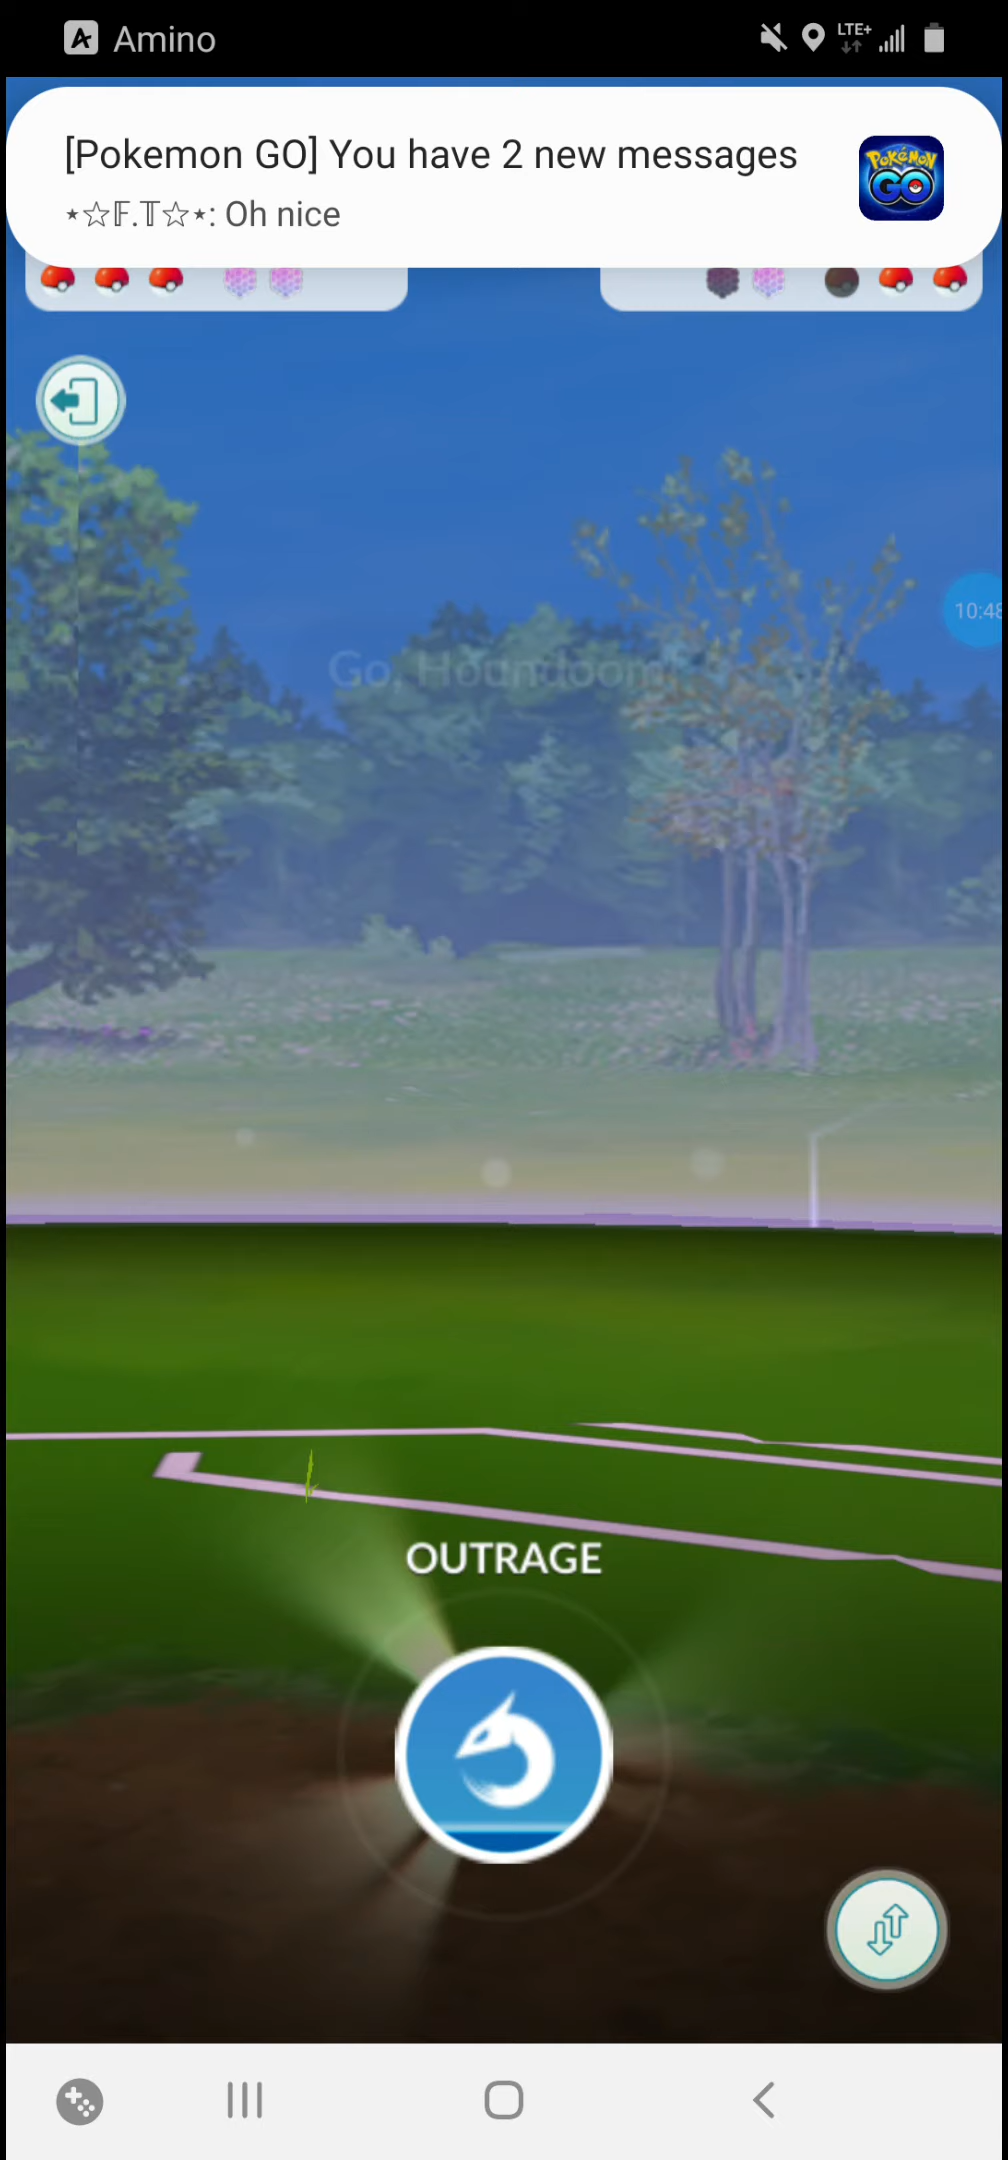 Amino
LTE+
[Pokemon GO] You have 2 new messages
⋆☆𝔽.𝕋☆⋆: Oh nice
POKéMON
GO
10:48
Go, Houndoom!
OUTRAGE